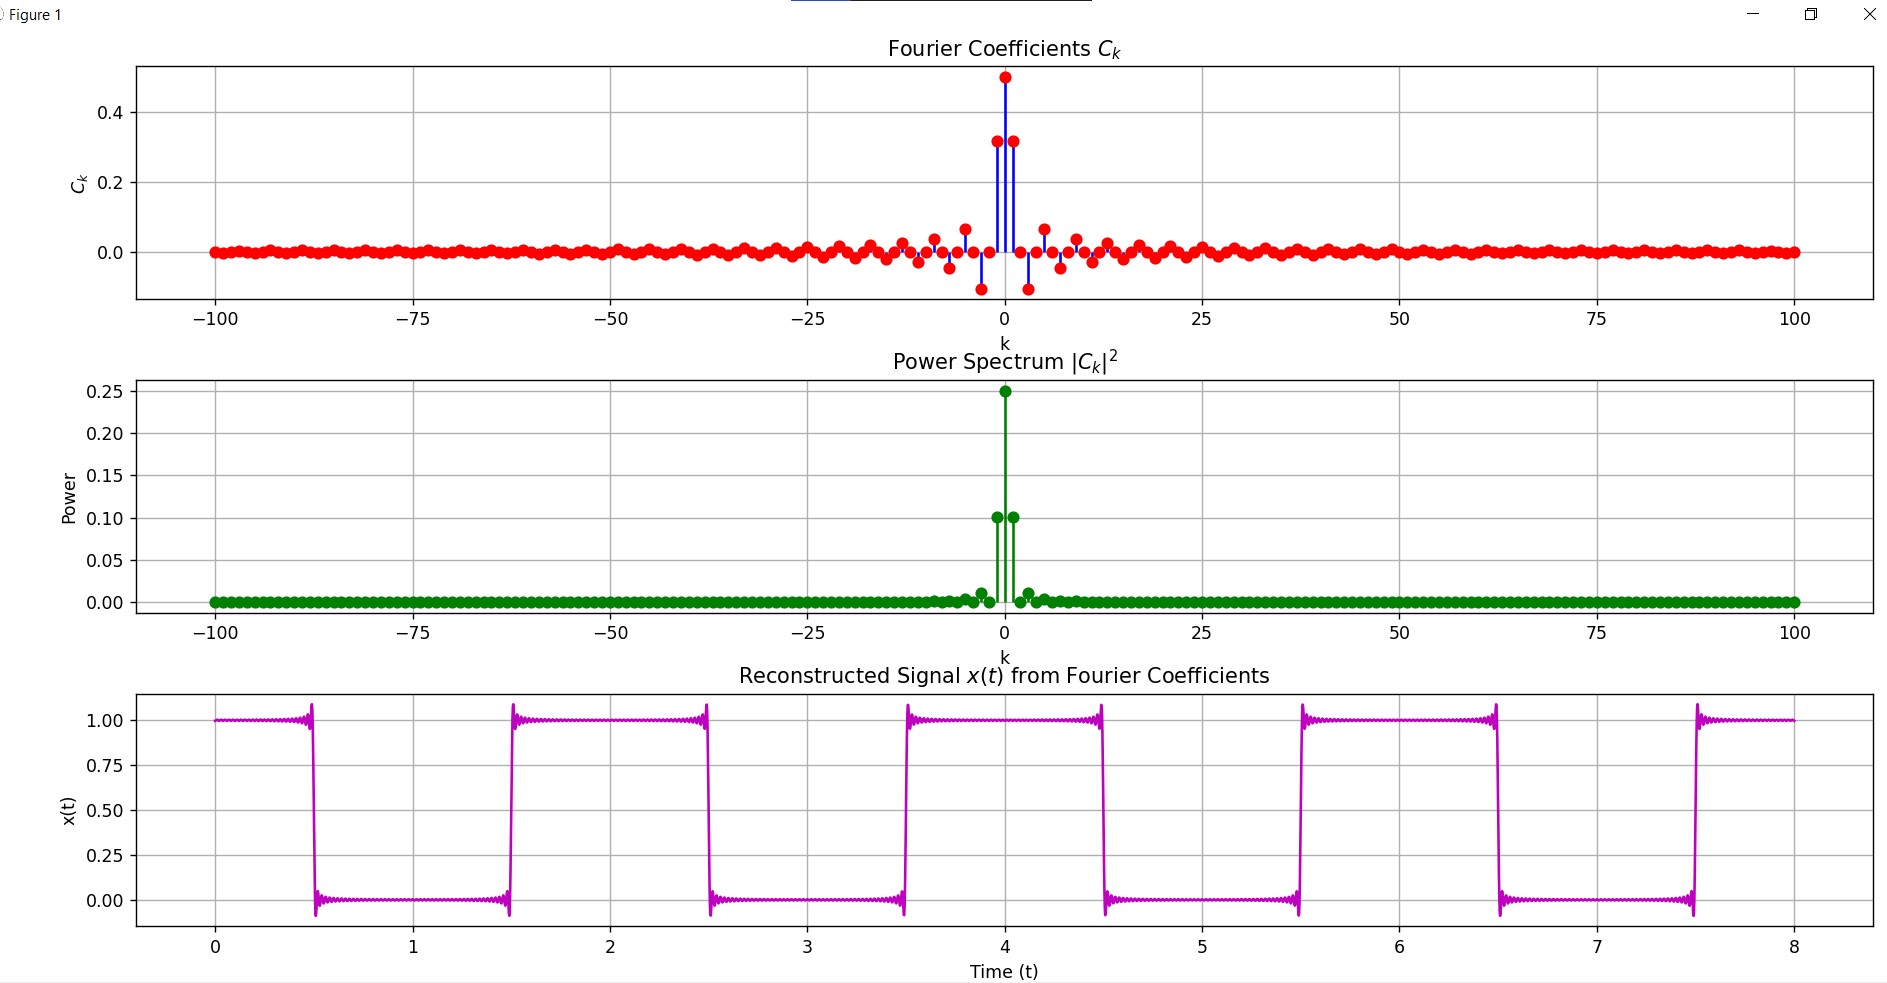 Figure 1
Fourier Coefficients C_k
C_k
0.4
0.2
0.0
−100 −75 −50 −25 0 25 50 75 100
k
Power Spectrum |C_k|^2
Power
0.25
0.20
0.15
0.10
0.05
0.00
−100 −75 −50 −25 0 25 50 75 100
k
Reconstructed Signal x(t) from Fourier Coefficients
x(t)
1.00
0.75
0.50
0.25
0.00
0 1 2 3 4 5 6 7 8
Time (t)